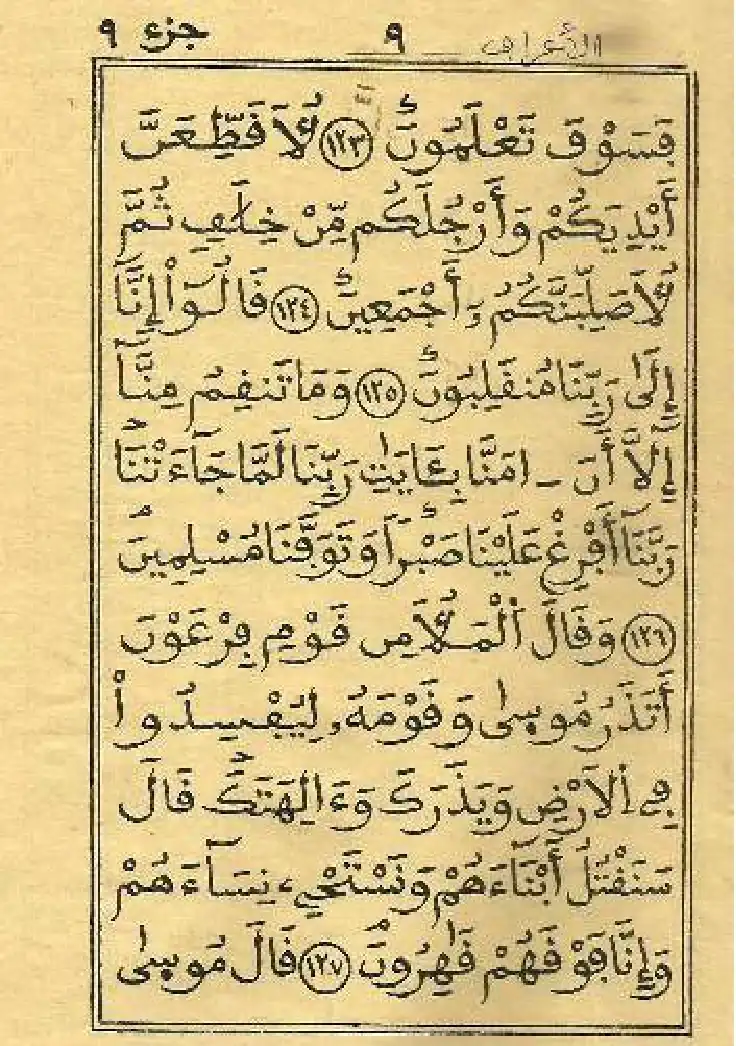 الأعراف ٩ جزء ٩
فَسَوْفَ تَعْلَمُونَ ١٢٣ لَأُقَطِّعَنَّ
أَيْدِيَكُمْ وَأَرْجُلَكُم مِّنْ خِلَٰفٍ ثُمَّ
لَأُصَلِّبَنَّكُمُۥ أَجْمَعِينَ ١٢٤ قَالُوٓاْ إِنَّآ
إِلَىٰ رَبِّنَا مُنقَلِبُونَ ١٢٥ وَمَا تَنقِمُ مِنَّآ
إِلَّآ أَنَ ـ امَنَّا بِـَٔايَٰتِ رَبِّنَا لَمَّا جَآءَتْنَا
رَبَّنَآ أَفْرِغْ عَلَيْنَا صَبْرًا وَتَوَفَّنَا مُسْلِمِينَ
١٢٦ وَقَالَ ٱلْمَلَأُ مِن قَوْمِ فِرْعَوْنَ
أَتَذَرُ مُوسَىٰ وَقَوْمَهُۥ لِيُفْسِدُواْ
فِي ٱلَارْضِ وَيَذَرَكَ وَءَالِهَتَكَ قَالَ
سَنَقْتُلُ أَبْنَآءَهُمْ وَنَسْتَحْيِۦ نِسَآءَهُمْ
وَإِنَّا فَوْقَهُمْ قَٰهِرُونَ ١٢٧ قَالَ مُوسَىٰ